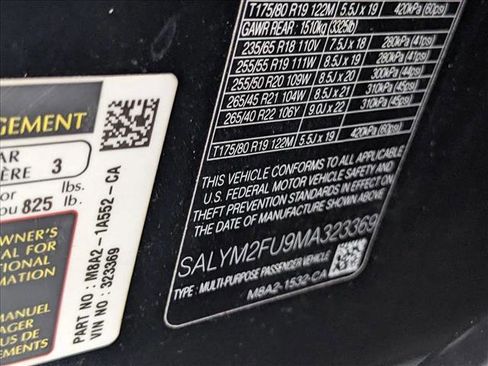 GEMENT
AR
ÈRE 3
or lbs.
ou 825 lb.
OWNER'S
AL FOR
TIONAL
TION
MANUEL
AGER
US DE
EMENTS
PART NO : M8A2-1A552-CA
VIN NO : 323369
T175/80 R19 122M 5.5J x 19 420kPa (60psi)
GAWR REAR : 1510kg (3325lb)
235/65 R18 110V 7.5J x 18 280kPa (41psi)
255/55 R19 111W 8.5J x 19 280kPa (41psi)
255/50 R20 109W 8.5J x 20 300kPa (44psi)
265/45 R21 104W 8.5J x 21 310kPa (45psi)
265/40 R22 106Y 9.0J x 22 310kPa (45psi)
T175/80 R19 122M 5.5J x 19 420kPa (60psi)
THIS VEHICLE CONFORMS TO ALL APPLICABLE
U.S. FEDERAL MOTOR VEHICLE SAFETY AND
THEFT PREVENTION STANDARDS IN EFFECT
ON THE DATE OF MANUFACTURE SHOWN ABOVE
SALYM2FU9MA323369
TYPE : MULTI-PURPOSE PASSENGER VEHICLE
M8A2-1532-CA